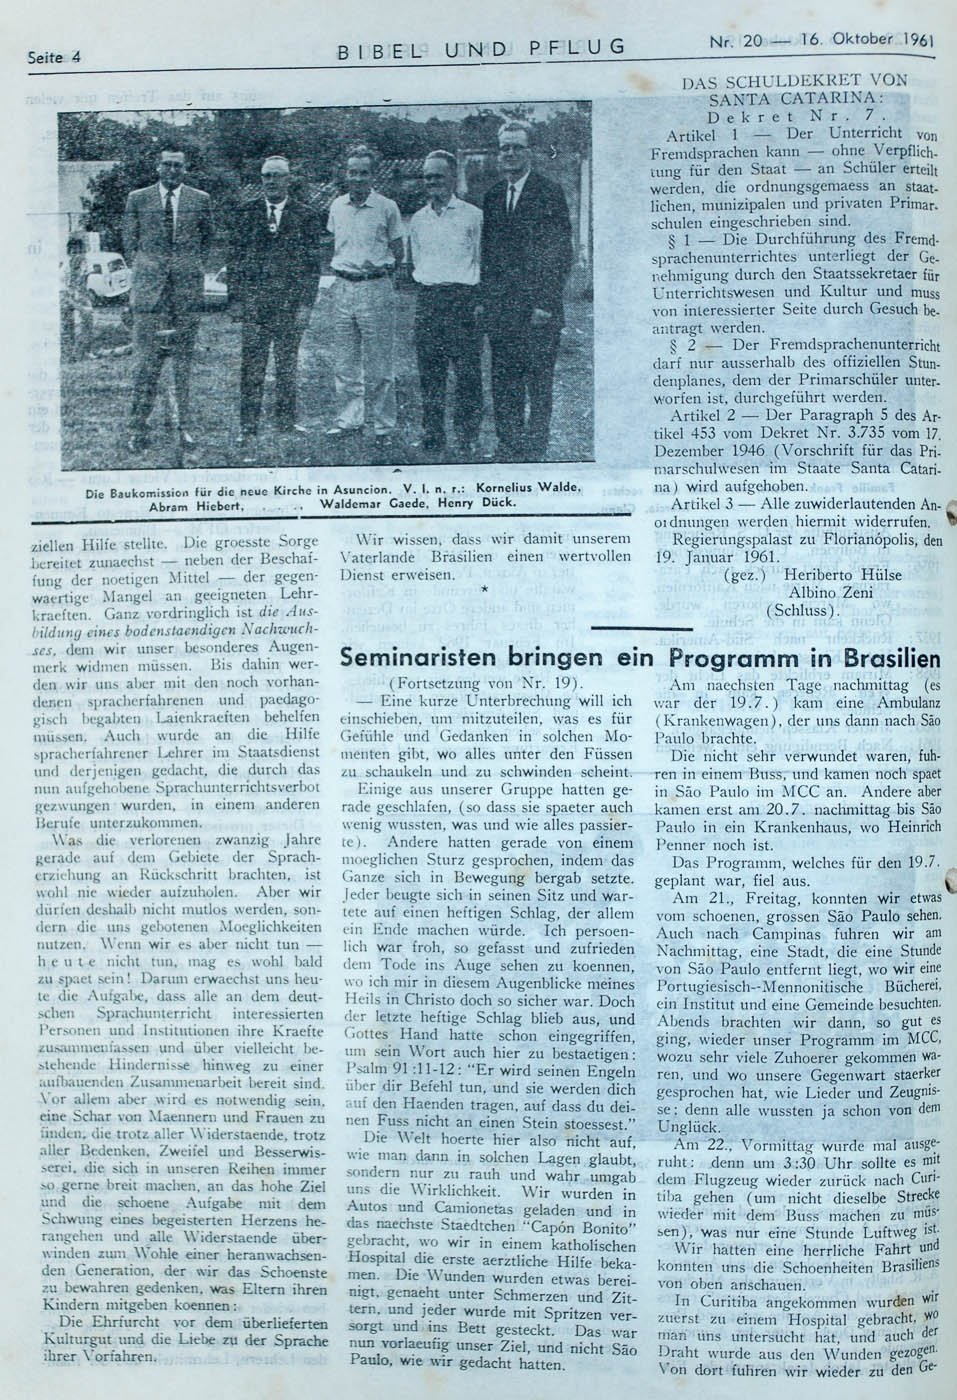 Seite 4
BIBEL UND PFLUG
Nr. 20 — 16. Oktober 1961
Die Baukomission für die neue Kirche in Asuncion. V. l. n. r.: Kornelius Walde,
Abram Hiebert, . . .. Waldemar Gaede, Henry Dück.
ziellen Hilfe stellte. Die groesste Sorge
bereitet zunaechst — neben der Beschaf-
fung der noetigen Mittel — der gegen-
waertige Mangel an geeigneten Lehr-
kraeften. Ganz vordringlich ist die Aus-
bildung eines bodenstaendigen Nachwuch-
ses, dem wir unser besonderes Augen-
merk widmen müssen. Bis dahin wer-
den wir uns aber mit den noch vorhan-
denen spracherfahrenen und paedago-
gisch begabten Laienkraeften behelfen
müssen. Auch wurde an die Hilfe
spracherfahrener Lehrer im Staatsdienst
und derjenigen gedacht, die durch das
nun aufgehobene Sprachunterrichtsverbot
gezwungen wurden, in einem anderen
Berufe unterzukommen.
Was die verlorenen zwanzig Jahre
gerade auf dem Gebiete der Sprach-
erziehung an Rückschritt brachten, ist
wohl nie wieder aufzuholen. Aber wir
dürfen deshalb nicht mutlos werden, son-
dern die uns gebotenen Moeglichkeiten
nutzen. Wenn wir es aber nicht tun —
heute nicht tun, mag es wohl bald
zu spaet sein! Darum erwaechst uns heu-
te die Aufgabe, dass alle an dem deut-
schen Sprachunterricht interessierten
Personen und Institutionen ihre Kraefte
zusammenfassen und über vielleicht be-
stehende Hindernisse hinweg zu einer
aufbauenden Zusammenarbeit bereit sind.
Vor allem aber wird es notwendig sein,
eine Schar von Maennern und Frauen zu
finden, die trotz aller Widerstaende, trotz
aller Bedenken, Zweifel und Besserwis-
serei, die sich in unseren Reihen immer
so gerne breit machen, an das hohe Ziel
und die schoene Aufgabe mit dem
Schwung eines begeisterten Herzens he-
rangehen und alle Widerstaende über-
winden zum Wohle einer heranwachsen-
den Generation, der wir das Schoenste
zu bewahren gedenken, was Eltern ihren
Kindern mitgeben koennen:
Die Ehrfurcht vor dem überlieferten
Kulturgut und die Liebe zu der Sprache
ihrer Vorfahren.
Wir wissen, dass wir damit unserem
Vaterlande Brasilien einen wertvollen
Dienst erweisen.
*
DAS SCHULDEKRET VON
SANTA CATARINA:
Dekret Nr. 7.
Artikel 1 — Der Unterricht von
Fremdsprachen kann — ohne Verpflich-
tung für den Staat — an Schüler erteilt
werden, die ordnungsgemaess an staat-
lichen, munizipalen und privaten Primar-
schulen eingeschrieben sind.
§ 1 — Die Durchführung des Fremd-
sprachenunterrichtes unterliegt der Ge-
nehmigung durch den Staatssekretaer für
Unterrichtswesen und Kultur und muss
von interessierter Seite durch Gesuch be-
antragt werden.
§ 2 — Der Fremdsprachenunterricht
darf nur ausserhalb des offiziellen Stun-
denplanes, dem der Primarschüler unter-
worfen ist, durchgeführt werden.
Artikel 2 — Der Paragraph 5 des Ar-
tikel 453 vom Dekret Nr. 3.735 vom 17.
Dezember 1946 (Vorschrift für das Pri-
marschulwesen im Staate Santa Catari-
na) wird aufgehoben.
Artikel 3 — Alle zuwiderlautenden An-
ordnungen werden hiermit widerrufen.
Regierungspalast zu Florianópolis, den
19. Januar 1961.
(gez.) Heriberto Hülse
Albino Zeni
(Schluss).
Seminaristen bringen ein Programm in Brasilien
(Fortsetzung von Nr. 19).
— Eine kurze Unterbrechung will ich
einschieben, um mitzuteilen, was es für
Gefühle und Gedanken in solchen Mo-
menten gibt, wo alles unter den Füssen
zu schaukeln und zu schwinden scheint.
Einige aus unserer Gruppe hatten ge-
rade geschlafen, (so dass sie spaeter auch
wenig wussten, was und wie alles passier-
te). Andere hatten gerade von einem
moeglichen Sturz gesprochen, indem das
Ganze sich in Bewegung bergab setzte.
Jeder beugte sich in seinen Sitz und war-
tete auf einen heftigen Schlag, der allem
ein Ende machen würde. Ich persoen-
lich war froh, so gefasst und zufrieden
dem Tode ins Auge sehen zu koennen,
wo ich mir in diesem Augenblicke meines
Heils in Christo doch so sicher war. Doch
der letzte heftige Schlag blieb aus, und
Gottes Hand hatte schon eingegriffen,
um sein Wort auch hier zu bestaetigen:
Psalm 91:11-12: "Er wird seinen Engeln
über dir Befehl tun, und sie werden dich
auf den Haenden tragen, auf dass du dei-
nen Fuss nicht an einen Stein stoessest."
Die Welt hoerte hier also nicht auf,
wie man dann in solchen Lagen glaubt,
sondern nur zu rauh und wahr umgab
uns die Wirklichkeit. Wir wurden in
Autos und Camionetas geladen und in
das naechste Staedtchen "Capón Bonito"
gebracht, wo wir in einem katholischen
Hospital die erste aerztliche Hilfe beka-
men. Die Wunden wurden etwas berei-
nigt, genaeht unter Schmerzen und Zit-
tern, und jeder wurde mit Spritzen ver-
sorgt und ins Bett gesteckt. Das war
nun vorlaeufig unser Ziel, und nicht São
Paulo, wie wir gedacht hatten.
Am naechsten Tage nachmittag (es
war der 19.7.) kam eine Ambulanz
(Krankenwagen), der uns dann nach São
Paulo brachte.
Die nicht sehr verwundet waren, fuh-
ren in einem Buss, und kamen noch spaet
in São Paulo im MCC an. Andere aber
kamen erst am 20.7. nachmittag bis São
Paulo in ein Krankenhaus, wo Heinrich
Penner noch ist.
Das Programm, welches für den 19.7.
geplant war, fiel aus.
Am 21., Freitag, konnten wir etwas
vom schoenen, grossen São Paulo sehen.
Auch nach Campinas fuhren wir am
Nachmittag, eine Stadt, die eine Stunde
von São Paulo entfernt liegt, wo wir eine
Portugiesisch--Mennonitische Bücherei,
ein Institut und eine Gemeinde besuchten.
Abends brachten wir dann, so gut es
ging, wieder unser Programm im MCC,
wozu sehr viele Zuhoerer gekommen wa-
ren, und wo unsere Gegenwart staerker
gesprochen hat, wie Lieder und Zeugnis-
se; denn alle wussten ja schon von dem
Unglück.
Am 22., Vormittag wurde mal ausge-
ruht: denn um 3:30 Uhr sollte es mit
dem Flugzeug wieder zurück nach Curi-
tiba gehen (um nicht dieselbe Strecke
wieder mit dem Buss machen zu müs-
sen), was nur eine Stunde Luftweg ist.
Wir hatten eine herrliche Fahrt und
konnten uns die Schoenheiten Brasiliens
von oben anschauen.
In Curitiba angekommen wurden wir
zuerst zu einem Hospital gebracht, wo
man uns untersucht hat, und auch der
Draht wurde aus den Wunden gezogen.
Von dort fuhren wir wieder zu den Ge-